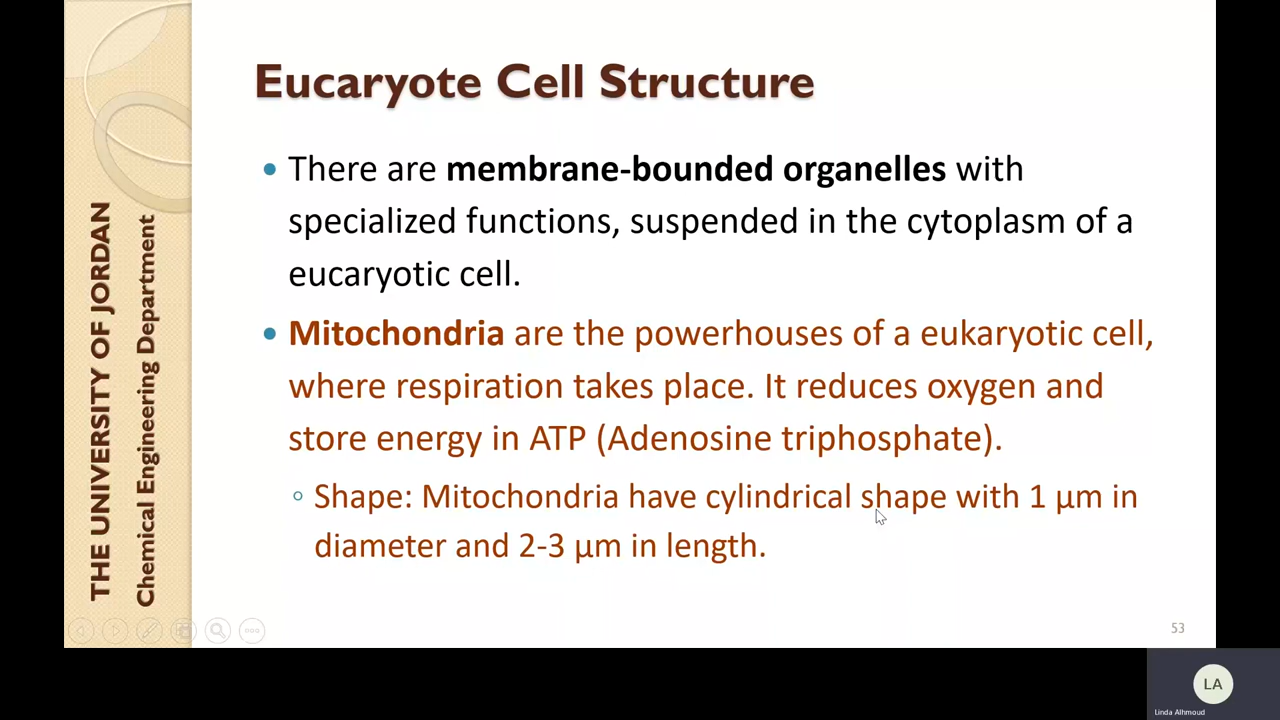 THE UNIVERSITY OF JORDAN
Chemical Engineering Department
Eucaryote Cell Structure
There are membrane-bounded organelles with
specialized functions, suspended in the cytoplasm of a
eucaryotic cell.
Mitochondria are the powerhouses of a eukaryotic cell,
where respiration takes place. It reduces oxygen and
store energy in ATP (Adenosine triphosphate).
Shape: Mitochondria have cylindrical shape with 1 µm in
diameter and 2-3 µm in length.
53
LA
Linda Alhmoud